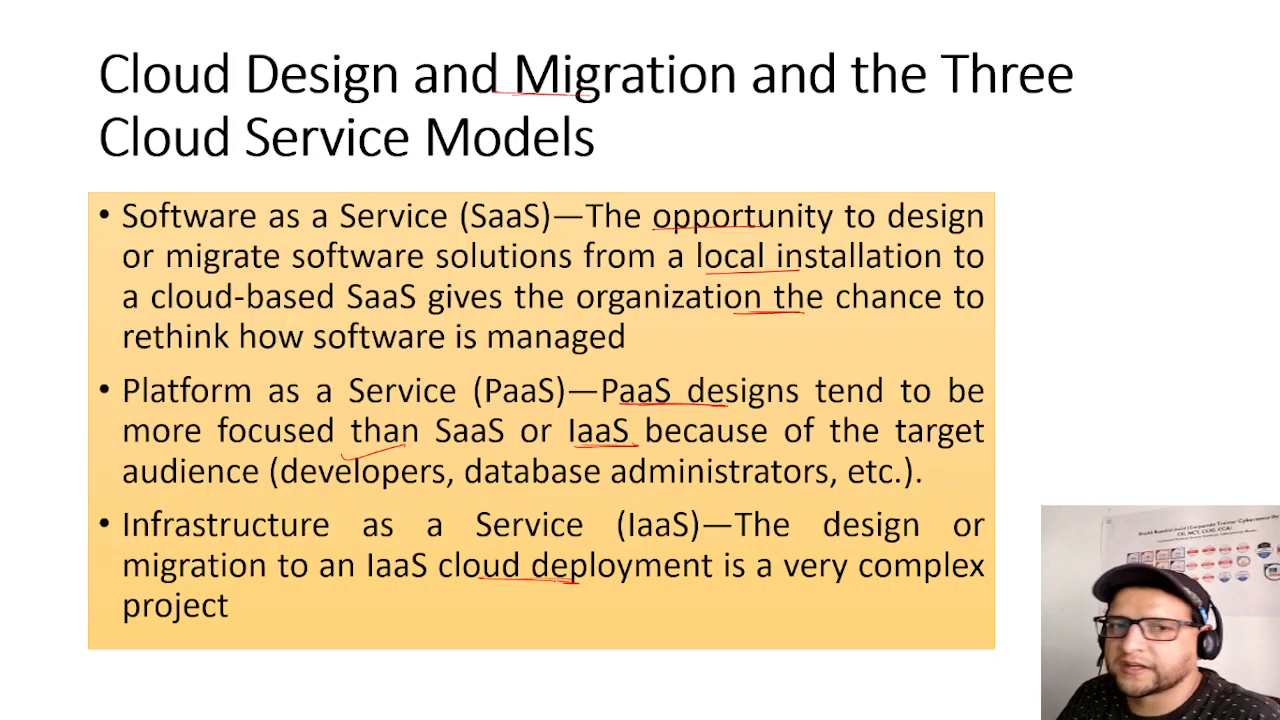 Cloud Design and Migration and the Three
Cloud Service Models
• Software as a Service (SaaS)—The opportunity to design
or migrate software solutions from a local installation to
a cloud-based SaaS gives the organization the chance to
rethink how software is managed
• Platform as a Service (PaaS)—PaaS designs tend to be
more focused than SaaS or IaaS because of the target
audience (developers, database administrators, etc.).
• Infrastructure as a Service (IaaS)—The design or
migration to an IaaS cloud deployment is a very complex
project